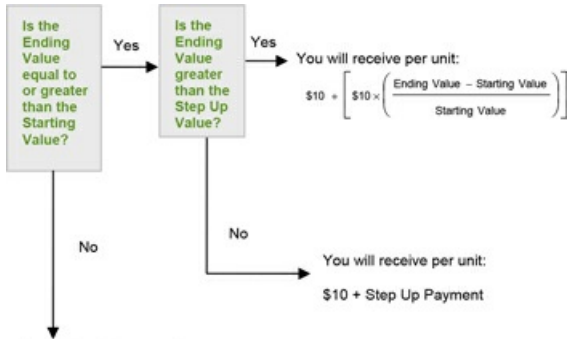 Is the
Ending
Value
equal to
or greater
than the
Starting
Value?
Yes
Is the
Ending
Value
greater
than the
Step Up
Value?
Yes
You will receive per unit:
$10 + [ $10 × ( Ending Value − Starting Value
Starting Value ) ]
No
No
You will receive per unit:
$10 + Step Up Payment